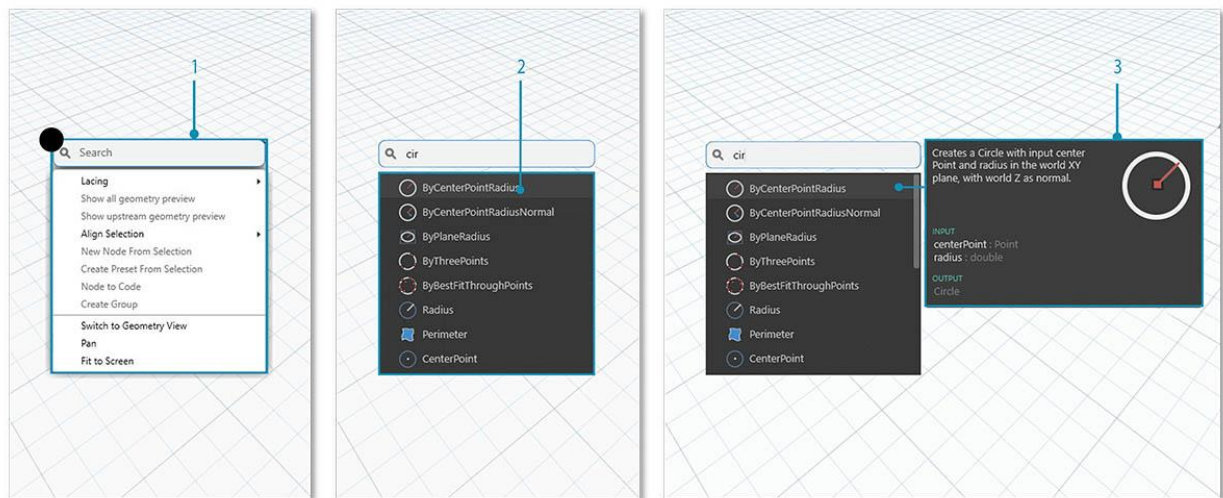 1
Search
Lacing
Show all geometry preview
Show upstream geometry preview
Align Selection
New Node From Selection
Create Preset From Selection
Node to Code
Create Group
Switch to Geometry View
Pan
Fit to Screen
2
cir
ByCenterPointRadius
ByCenterPointRadiusNormal
ByPlaneRadius
ByThreePoints
ByBestFitThroughPoints
Radius
Perimeter
CenterPoint
3
cir
ByCenterPointRadius
ByCenterPointRadiusNormal
ByPlaneRadius
ByThreePoints
ByBestFitThroughPoints
Radius
Perimeter
CenterPoint
Creates a Circle with input center
Point and radius in the world XY
plane, with world Z as normal.
INPUT
centerPoint : Point
radius : double
OUTPUT
Circle